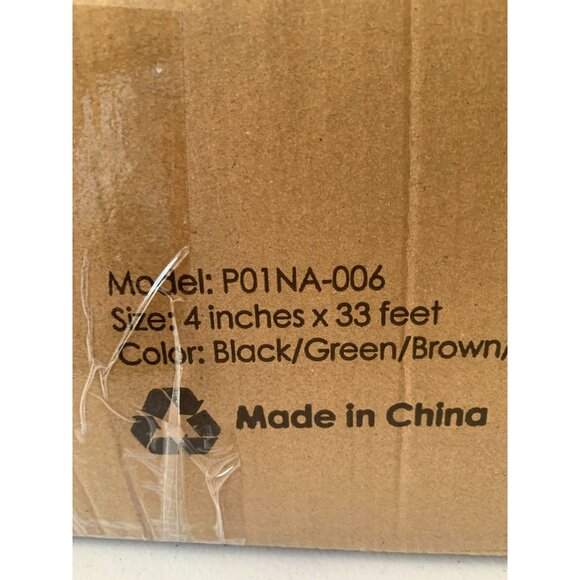 Model: P01NA-006
Size: 4 inches x 33 feet
Color: Black/Green/Brown/
Made in China